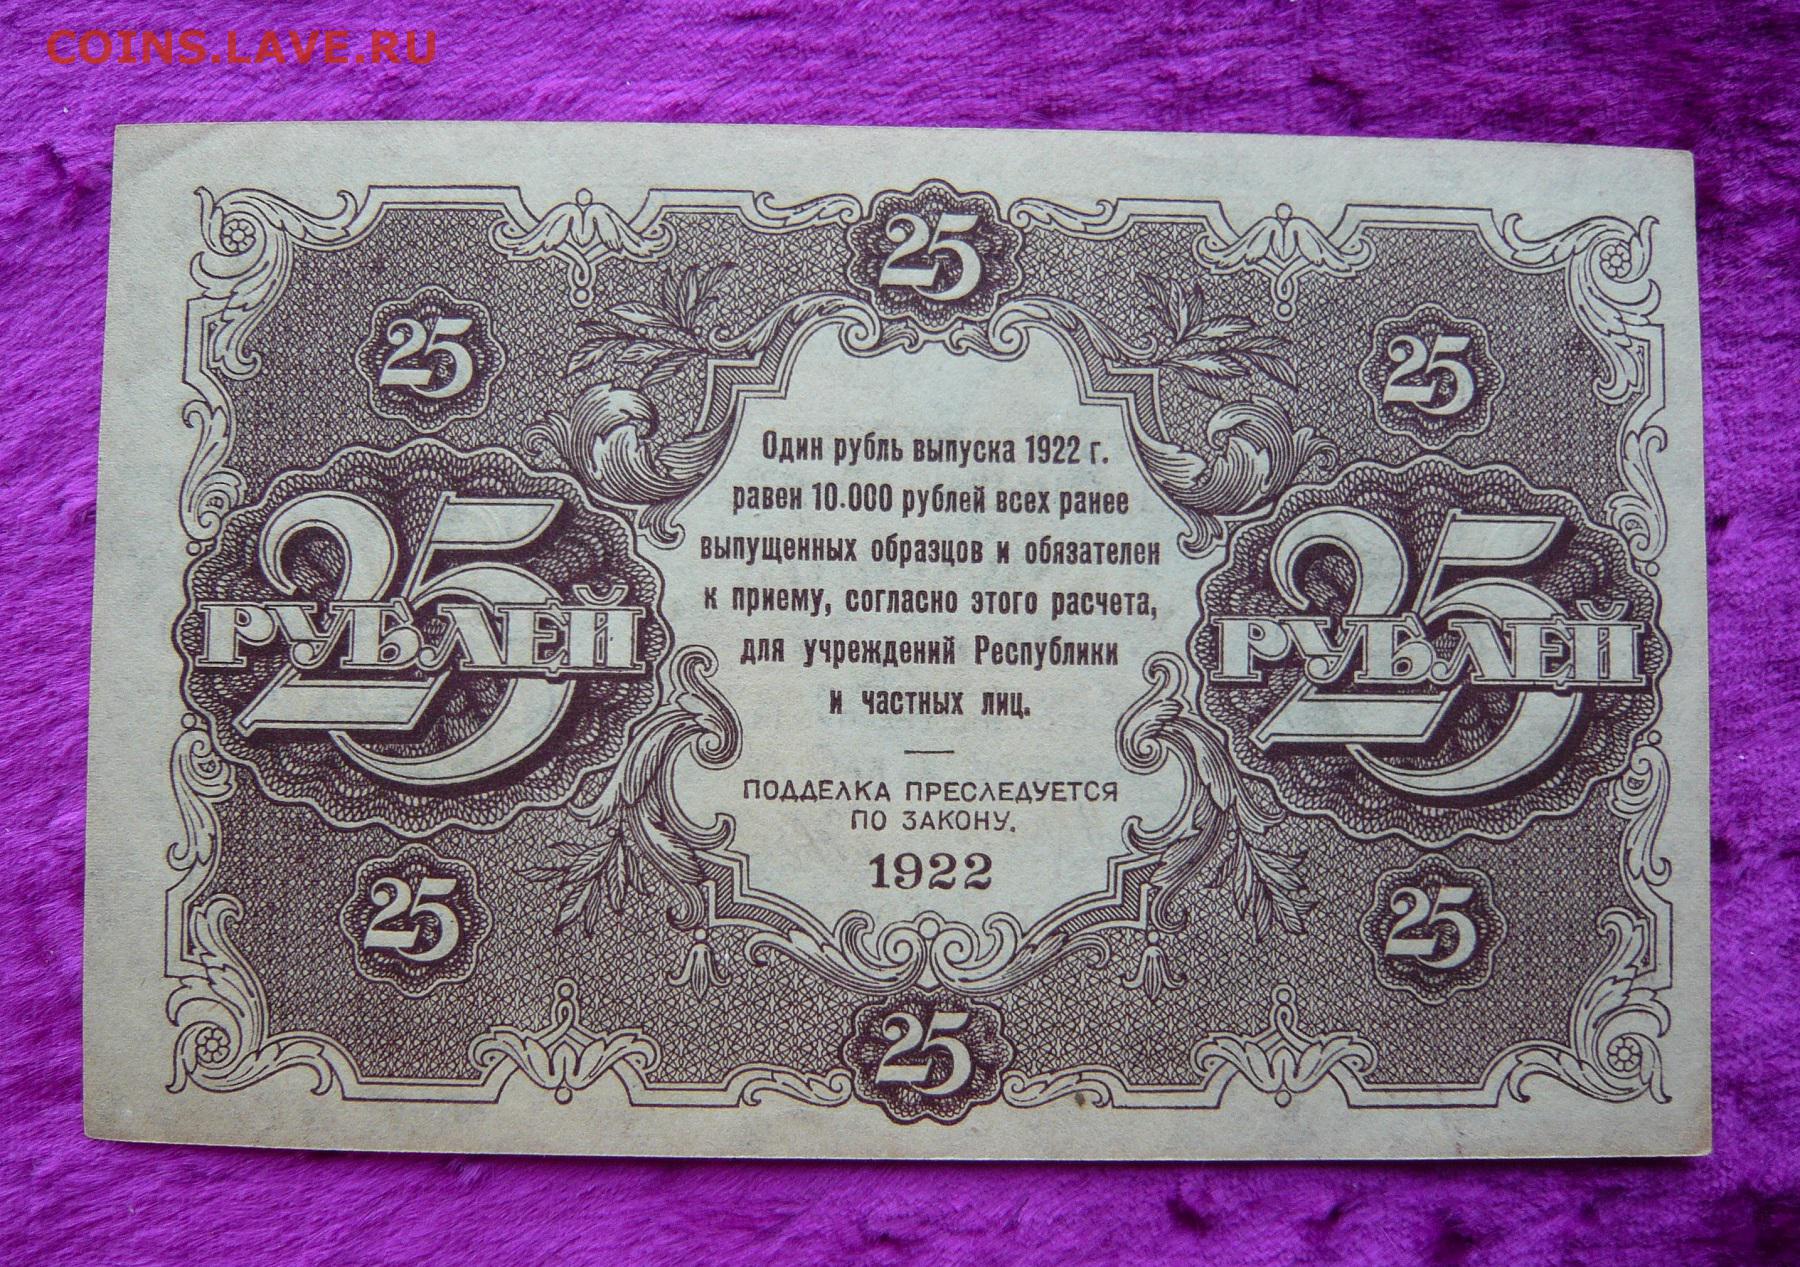 COINS.LAVE.RU
25
25
25
Один рубль выпуска 1922 г.
равен 10.000 рублей всех ранее
выпущенных образцов и обязателен
к приему, согласно этого расчета,
для учреждений Республики
и частных лиц.
25
РУБЛЕЙ
25
РУБЛЕЙ
ПОДДЕЛКА ПРЕСЛЕДУЕТСЯ
ПО ЗАКОНУ.
1922
25
25
25